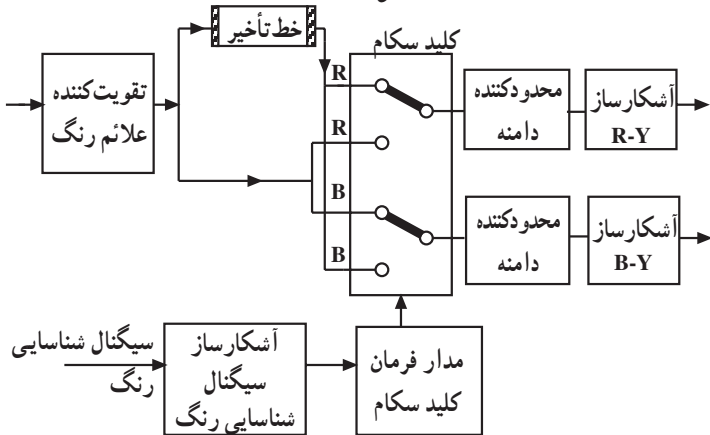 خط تأخیر
کلید سکام
تقویت‌کننده
علائم رنگ
R
R
B
B
محدودکننده
دامنه
آشکارساز
R-Y
محدودکننده
دامنه
آشکارساز
B-Y
سیگنال شناسایی
رنگ
آشکارساز
سیگنال
شناسایی رنگ
مدار فرمان
کلید سکام